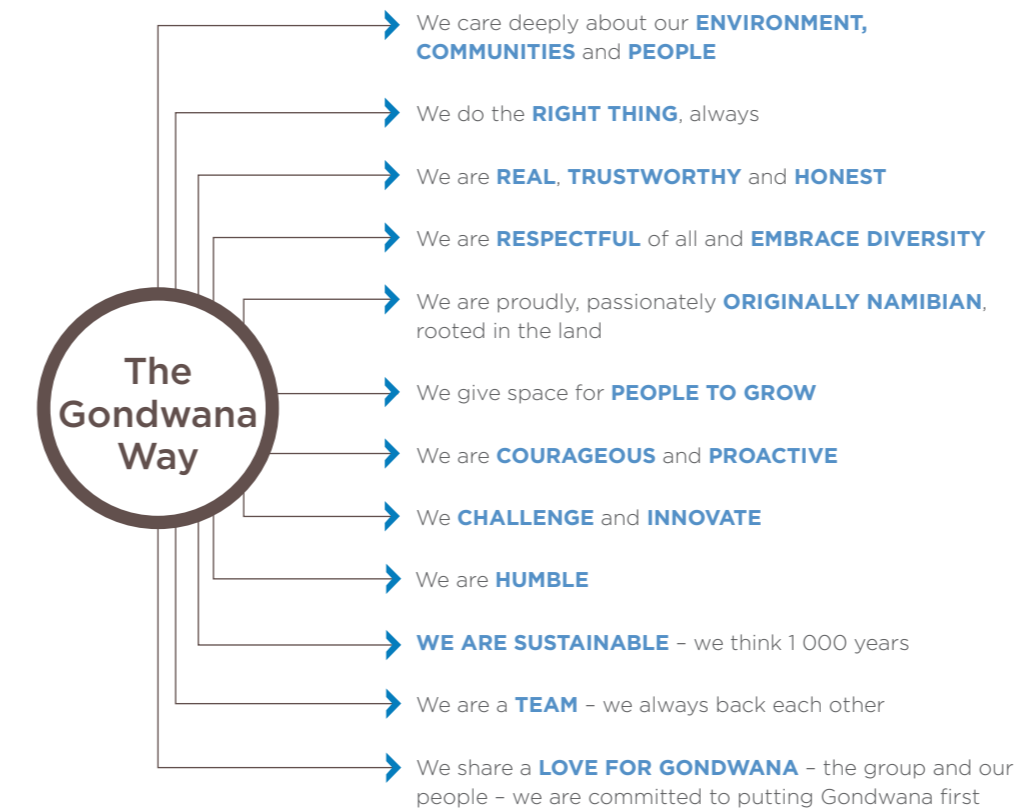 We care deeply about our ENVIRONMENT,
COMMUNITIES and PEOPLE
We do the RIGHT THING, always
We are REAL, TRUSTWORTHY and HONEST
We are RESPECTFUL of all and EMBRACE DIVERSITY
We are proudly, passionately ORIGINALLY NAMIBIAN,
rooted in the land
The
Gondwana
Way
We give space for PEOPLE TO GROW
We are COURAGEOUS and PROACTIVE
We CHALLENGE and INNOVATE
We are HUMBLE
WE ARE SUSTAINABLE – we think 1 000 years
We are a TEAM – we always back each other
We share a LOVE FOR GONDWANA – the group and our
people – we are committed to putting Gondwana first